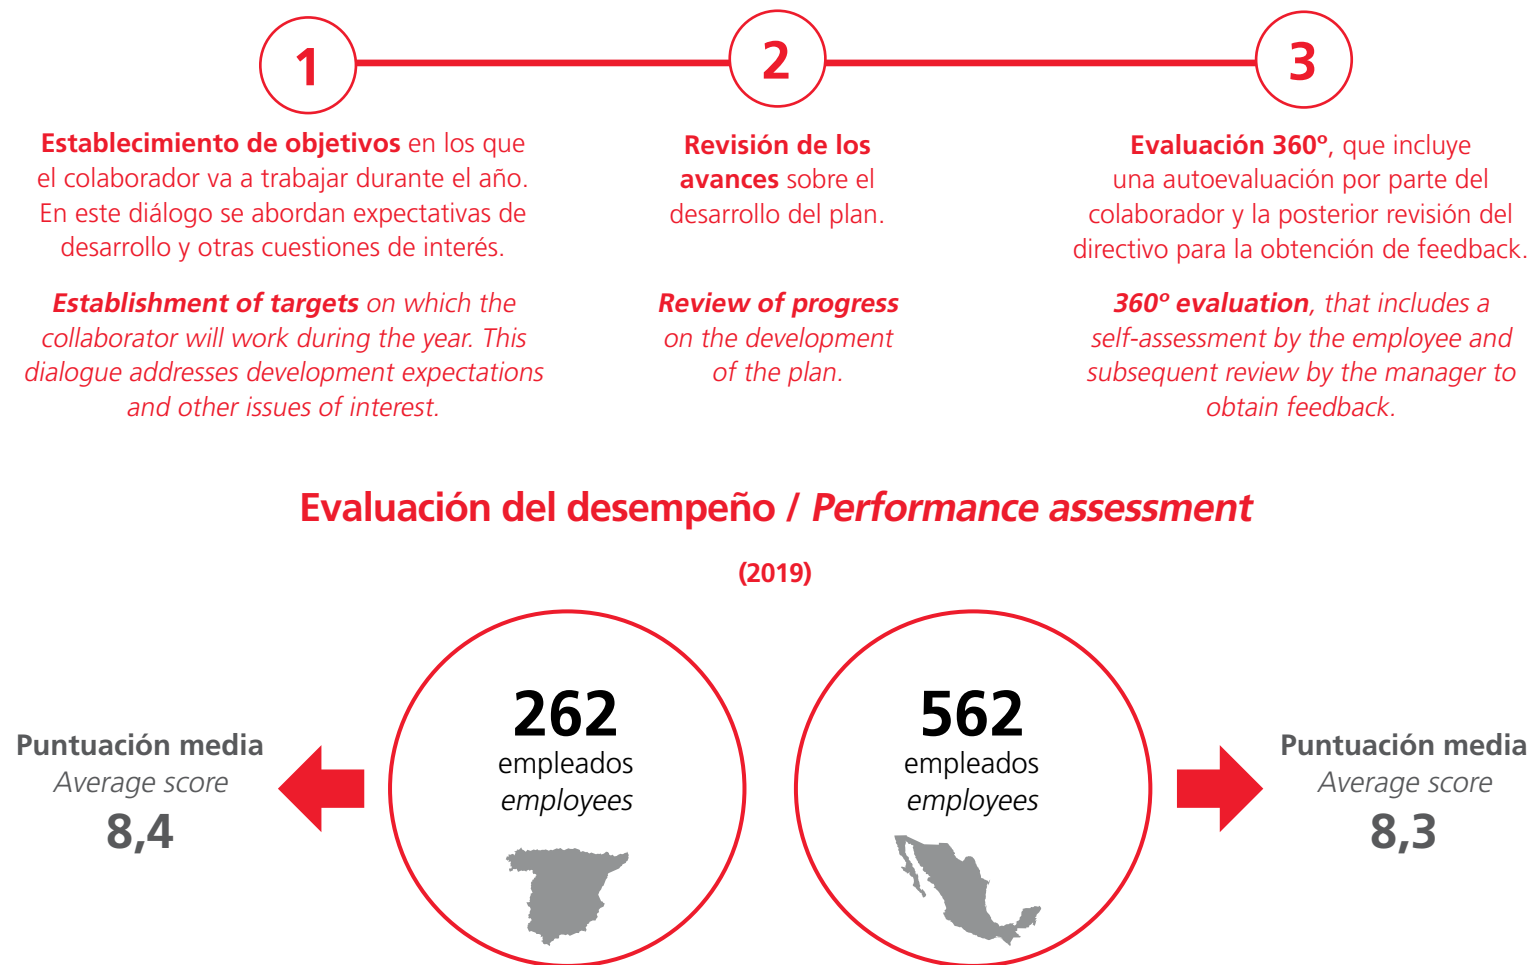 1
2
3
Establecimiento de objetivos en los que
el colaborador va a trabajar durante el año.
En este diálogo se abordan expectativas de
desarrollo y otras cuestiones de interés.
Establishment of targets on which the
collaborator will work during the year. This
dialogue addresses development expectations
and other issues of interest.
Revisión de los
avances sobre el
desarrollo del plan.
Review of progress
on the development
of the plan.
Evaluación 360º, que incluye
una autoevaluación por parte del
colaborador y la posterior revisión del
directivo para la obtención de feedback.
360º evaluation, that includes a
self-assessment by the employee and
subsequent review by the manager to
obtain feedback.
Evaluación del desempeño / Performance assessment
(2019)
Puntuación media
Average score
8,4
262
empleados
employees
562
empleados
employees
Puntuación media
Average score
8,3